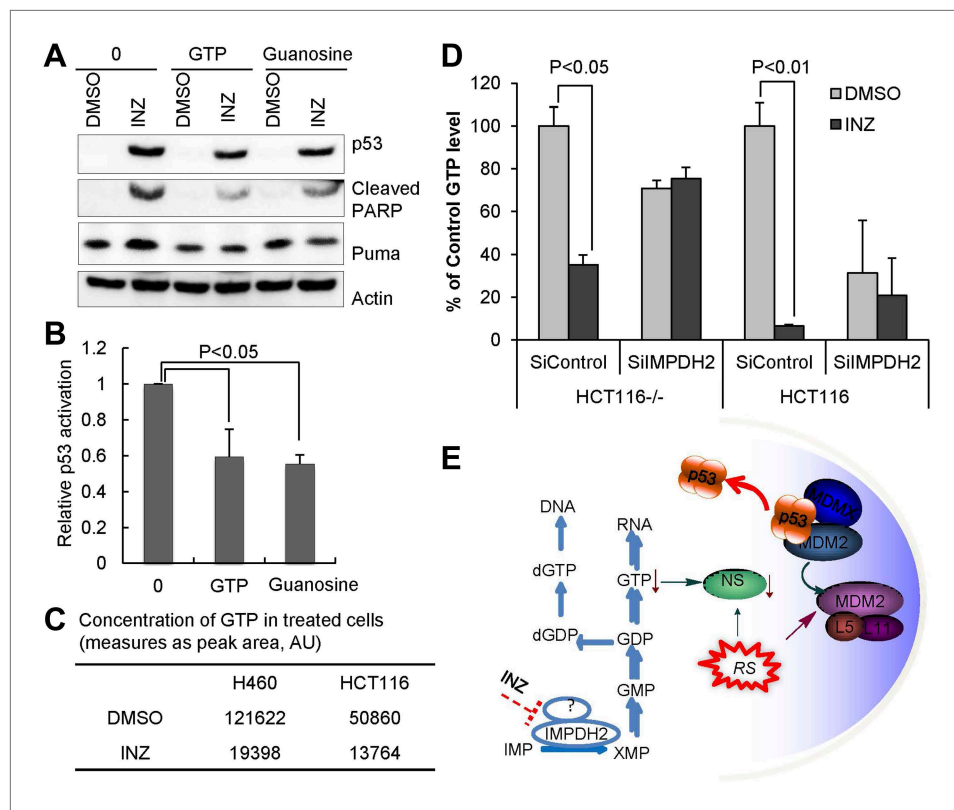 A
0
GTP
Guanosine
DMSO
INZ
DMSO
INZ
DMSO
INZ
p53
Cleaved
PARP
Puma
Actin
B
P<0.05
Relative p53 activation
1.2
1
0.8
0.6
0.4
0.2
0
0
GTP
Guanosine
C
Concentration of GTP in treated cells
(measures as peak area, AU)
H460 HCT116
DMSO 121622 50860
INZ 19398 13764
D
P<0.05
P<0.01
DMSO
INZ
% of Control GTP level
120
100
80
60
40
20
0
SiControl
SiIMPDH2
SiControl
SiIMPDH2
HCT116-/-
HCT116
E
p53
p53
MDMX
MDM2
DNA
RNA
dGTP
GTP
NS
MDM2
L5
L11
dGDP
GDP
RS
GMP
INZ
?
IMPDH2
IMP
XMP